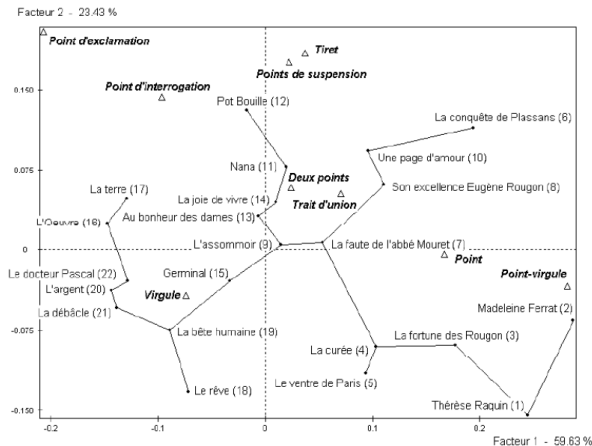 Facteur 2 - 23.43 %
Point d'exclamation
Tiret
Points de suspension
Point d'interrogation
0.150
Pot Bouille (12)
La conquête de Plassans (6)
Une page d'amour (10)
0.075
Nana (11)
Deux points
Son excellence Eugène Rougon (8)
La terre (17)
Trait d'union
La joie de vivre (14)
Au bonheur des dames (13)
L'Oeuvre (16)
L'assommoir (9)
La faute de l'abbé Mouret (7)
0
Point
Le docteur Pascal (22)
Germinal (15)
Point-virgule
L'argent (20)
Virgule
Madeleine Ferrat (2)
La débâcle (21)
-0.075
La bête humaine (19)
La fortune des Rougon (3)
La curée (4)
Le ventre de Paris (5)
Le rêve (18)
Thérèse Raquin (1)
-0.150
-0.2 -0.1 0 0.1 0.2
Facteur 1 - 59.63 %